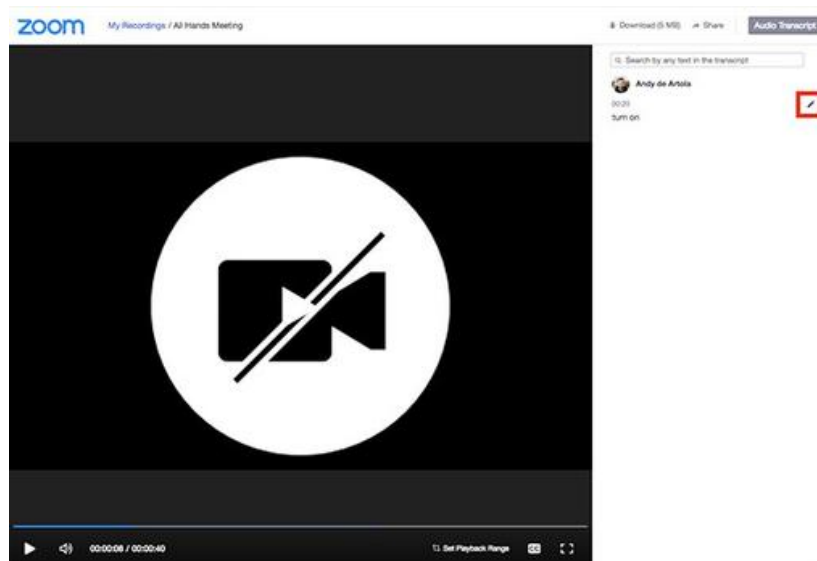 zoom
My Recordings / All Hands Meeting
Download (5 MB)
Share
Audio Transcript
Search by any text in the transcript
Andy de Artola
00:20
turn on
00:00:08 / 00:00:40
Set Playback Range
CC